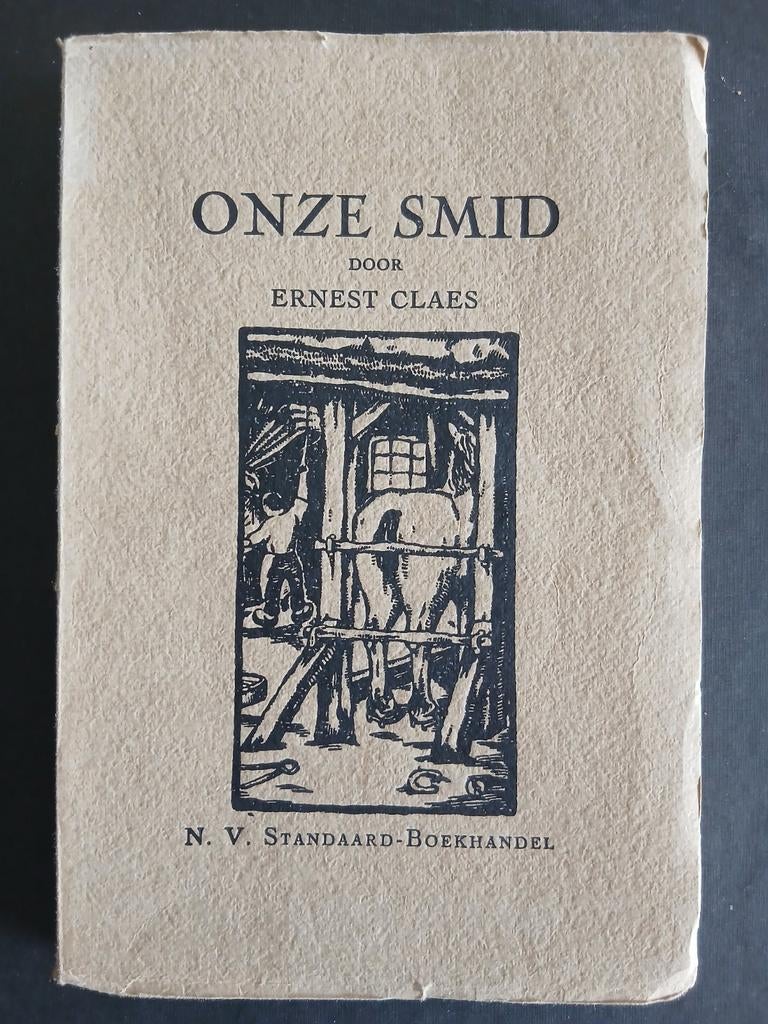 ONZE SMID
DOOR
ERNEST CLAES
N. V. STANDAARD-BOEKHANDEL